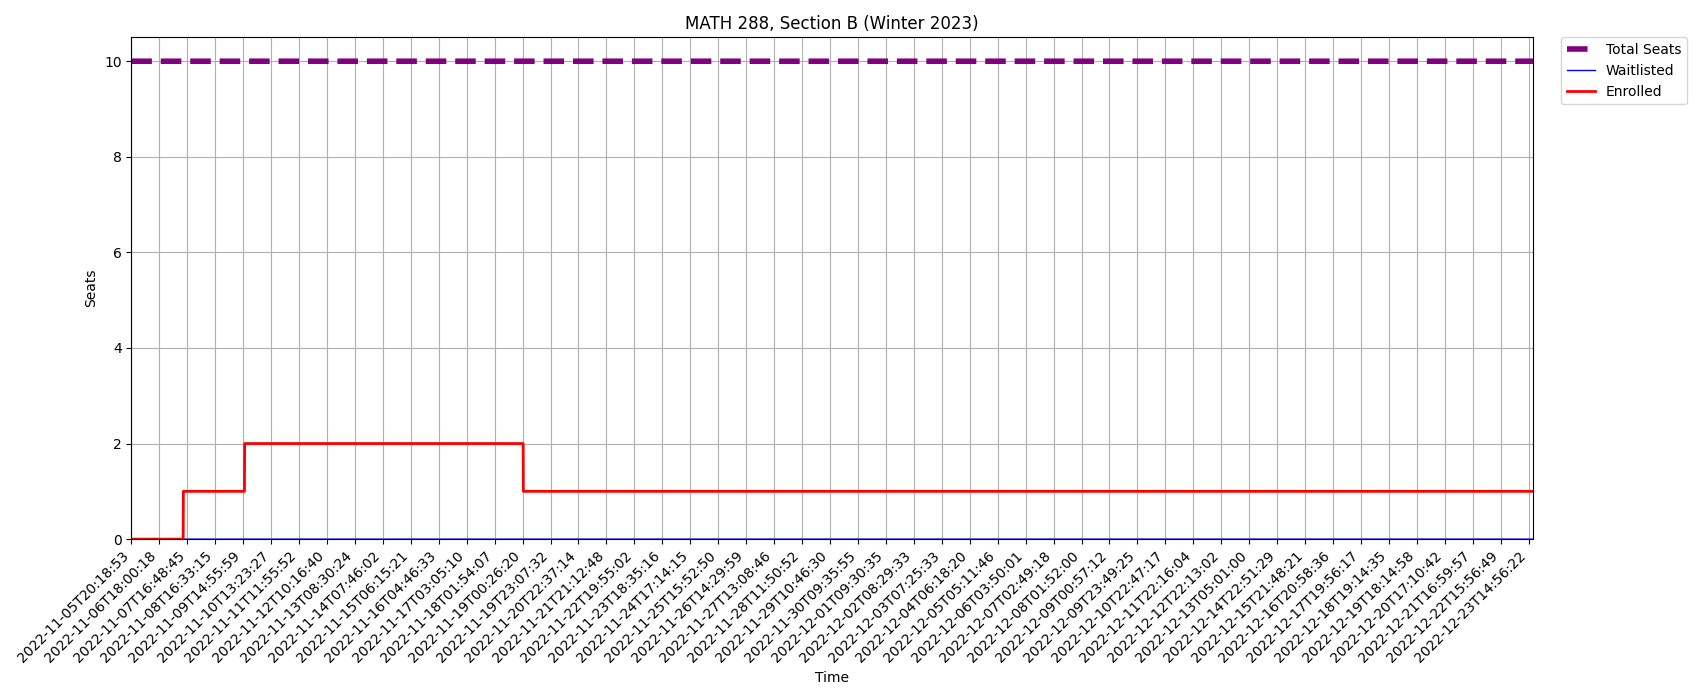 MATH 288, Section B (Winter 2023)
Total Seats
Waitlisted
Enrolled
10
8
6
4
2
0
Seats
2022-11-05T20:18:53
2022-11-06T18:00:18
2022-11-07T16:48:45
2022-11-08T16:33:15
2022-11-09T14:55:59
2022-11-10T13:23:27
2022-11-11T11:55:52
2022-11-12T10:16:40
2022-11-13T08:30:24
2022-11-14T07:46:02
2022-11-15T06:15:21
2022-11-16T04:46:33
2022-11-17T03:05:10
2022-11-18T01:54:07
2022-11-19T00:26:20
2022-11-19T23:07:32
2022-11-20T22:37:14
2022-11-21T21:12:48
2022-11-22T19:55:02
2022-11-23T18:35:16
2022-11-24T17:14:15
2022-11-25T15:52:50
2022-11-26T14:29:59
2022-11-27T13:08:46
2022-11-28T11:50:52
2022-11-29T10:46:30
2022-11-30T09:35:55
2022-12-01T09:30:35
2022-12-02T08:29:33
2022-12-03T07:25:33
2022-12-04T06:18:20
2022-12-05T05:11:46
2022-12-06T03:50:01
2022-12-07T02:49:18
2022-12-08T01:52:00
2022-12-09T00:57:12
2022-12-09T23:49:25
2022-12-10T22:47:17
2022-12-11T22:16:04
2022-12-12T22:13:02
2022-12-13T05:01:00
2022-12-14T22:51:29
2022-12-15T21:48:21
2022-12-16T20:58:36
2022-12-17T19:56:17
2022-12-18T19:14:35
2022-12-19T18:14:58
2022-12-20T17:10:42
2022-12-21T16:59:57
2022-12-22T15:56:49
2022-12-23T14:56:22
Time